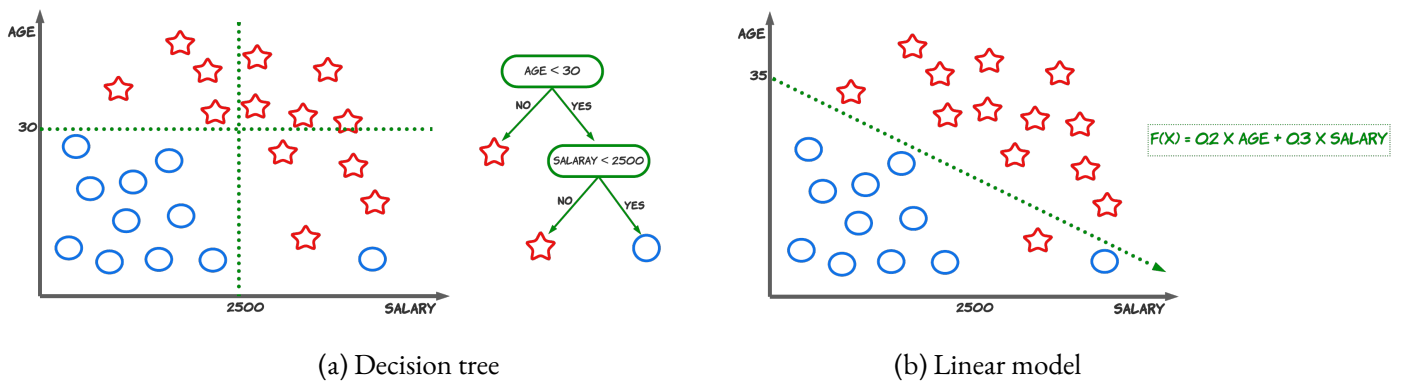 AGE
30
2500
SALARY
AGE < 30
NO
YES
SALARAY < 2500
NO
YES
(a) Decision tree
AGE
35
2500
SALARY
F(X) = 0.2 X AGE + 0.3 X SALARY
(b) Linear model